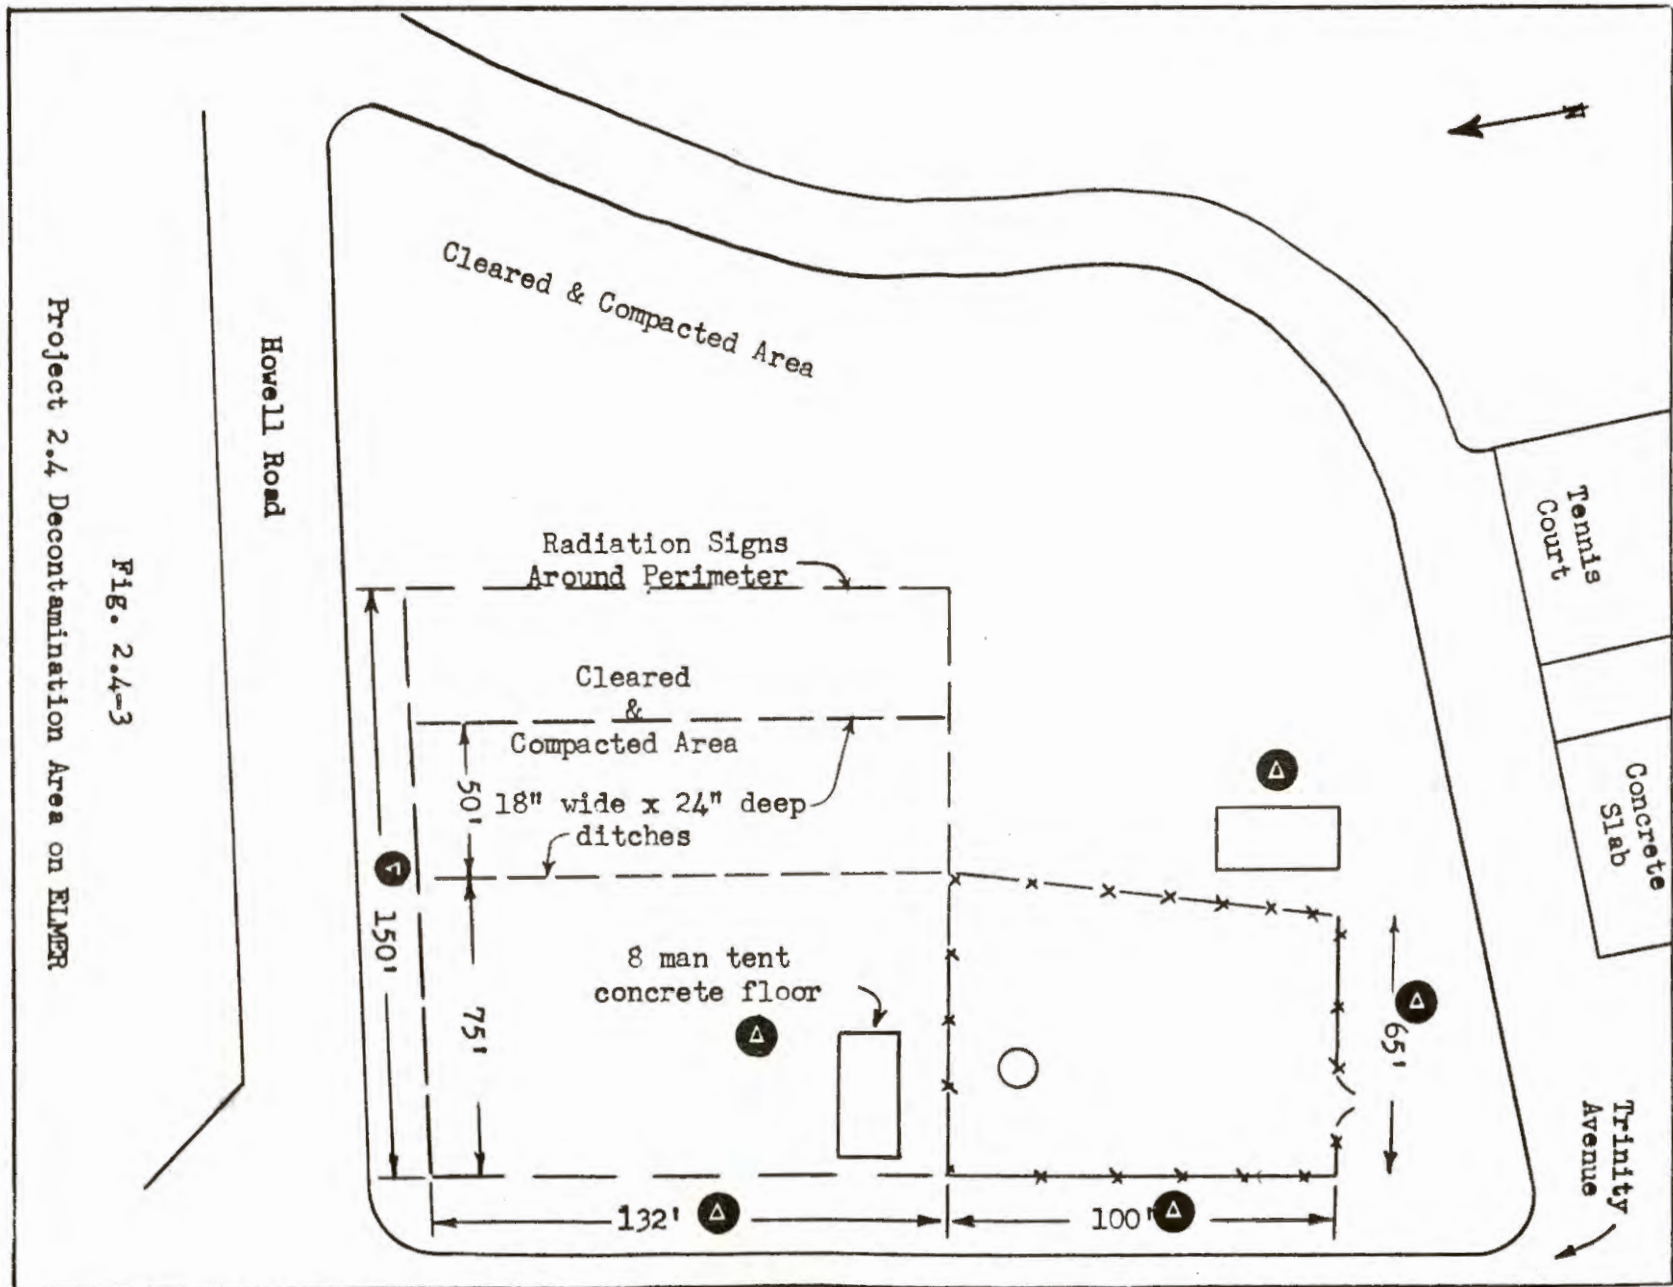 N
Cleared & Compacted Area
Howell Road
Tennis
Court
Radiation Signs
Around Perimeter
Cleared
&
Compacted Area
50'
18" wide x 24" deep
ditches
Concrete
Slab
150'
75'
8 man tent
concrete floor
65'
Trinity
Avenue
132'
100'
Fig. 2.4-3
Project 2.4 Decontamination Area on ELMER